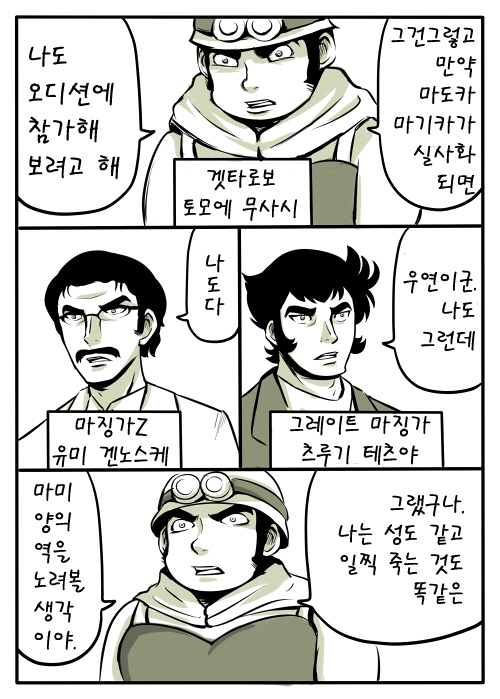 그건그렇고
만약
마도카
마기카가
실사화
되면
나도
오디션에
참가해
보려고 해
겟타로보
토모에 무사시
우연이군.
나도
그런데
그레이트 마징가
츠루기 테츠야
나
도
다
마징가Z
유미 겐노스케
그랬구나.
나는 성도 같고
일찍 죽는 것도
똑같은
마미
양의
역을
노려볼
생각
이야.